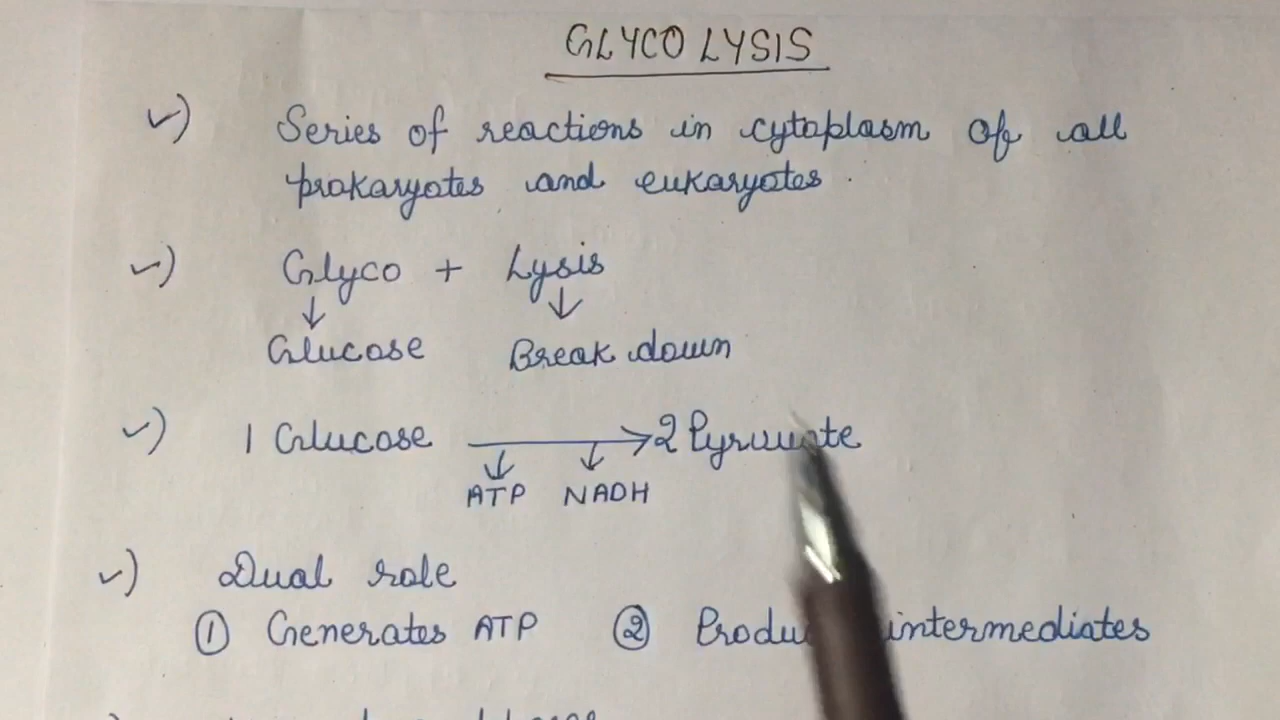 GLYCOLYSIS
Series of reactions in cytoplasm of all
prokaryotes and eukaryotes.
Glyco + Lysis
Glucose Break down
1 Glucose → 2 Pyruvate
ATP NADH
Dual role
① Generates ATP ② intermediates